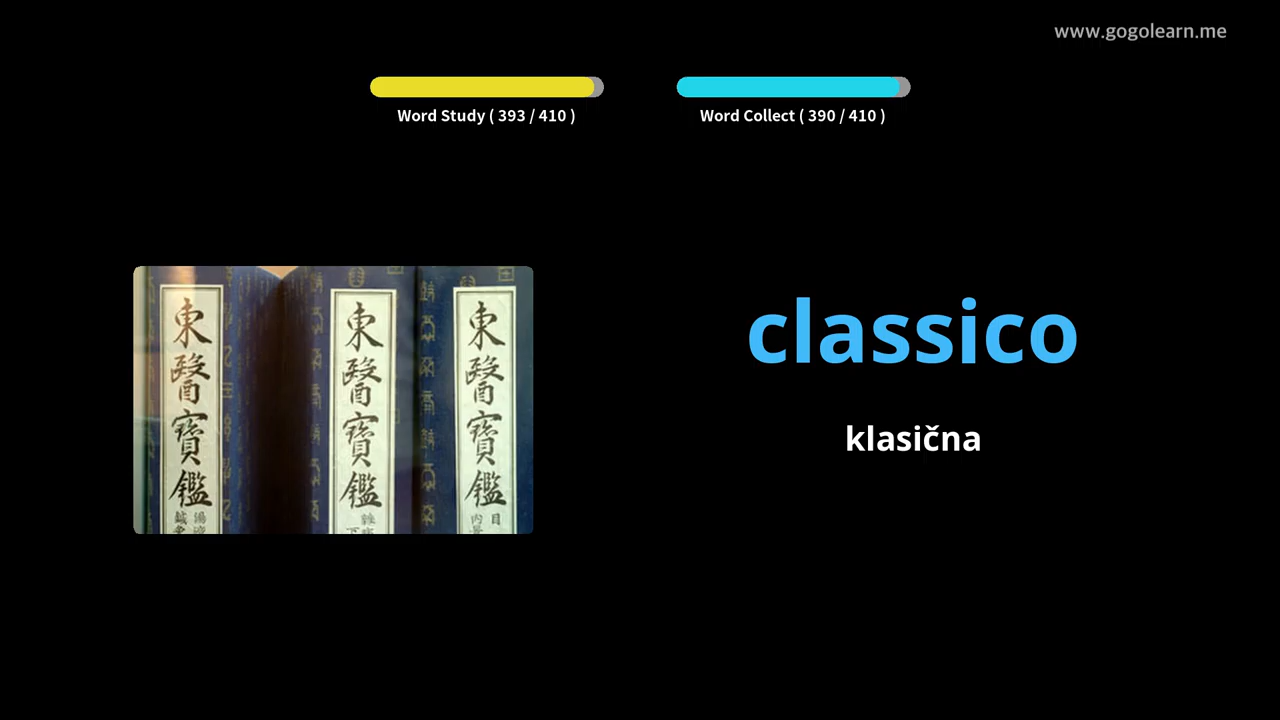 www.gogolearn.me
Word Study ( 393 / 410 )
Word Collect ( 390 / 410 )
東醫寶鑑
東醫寶鑑
東醫寶鑑
classico
klasična